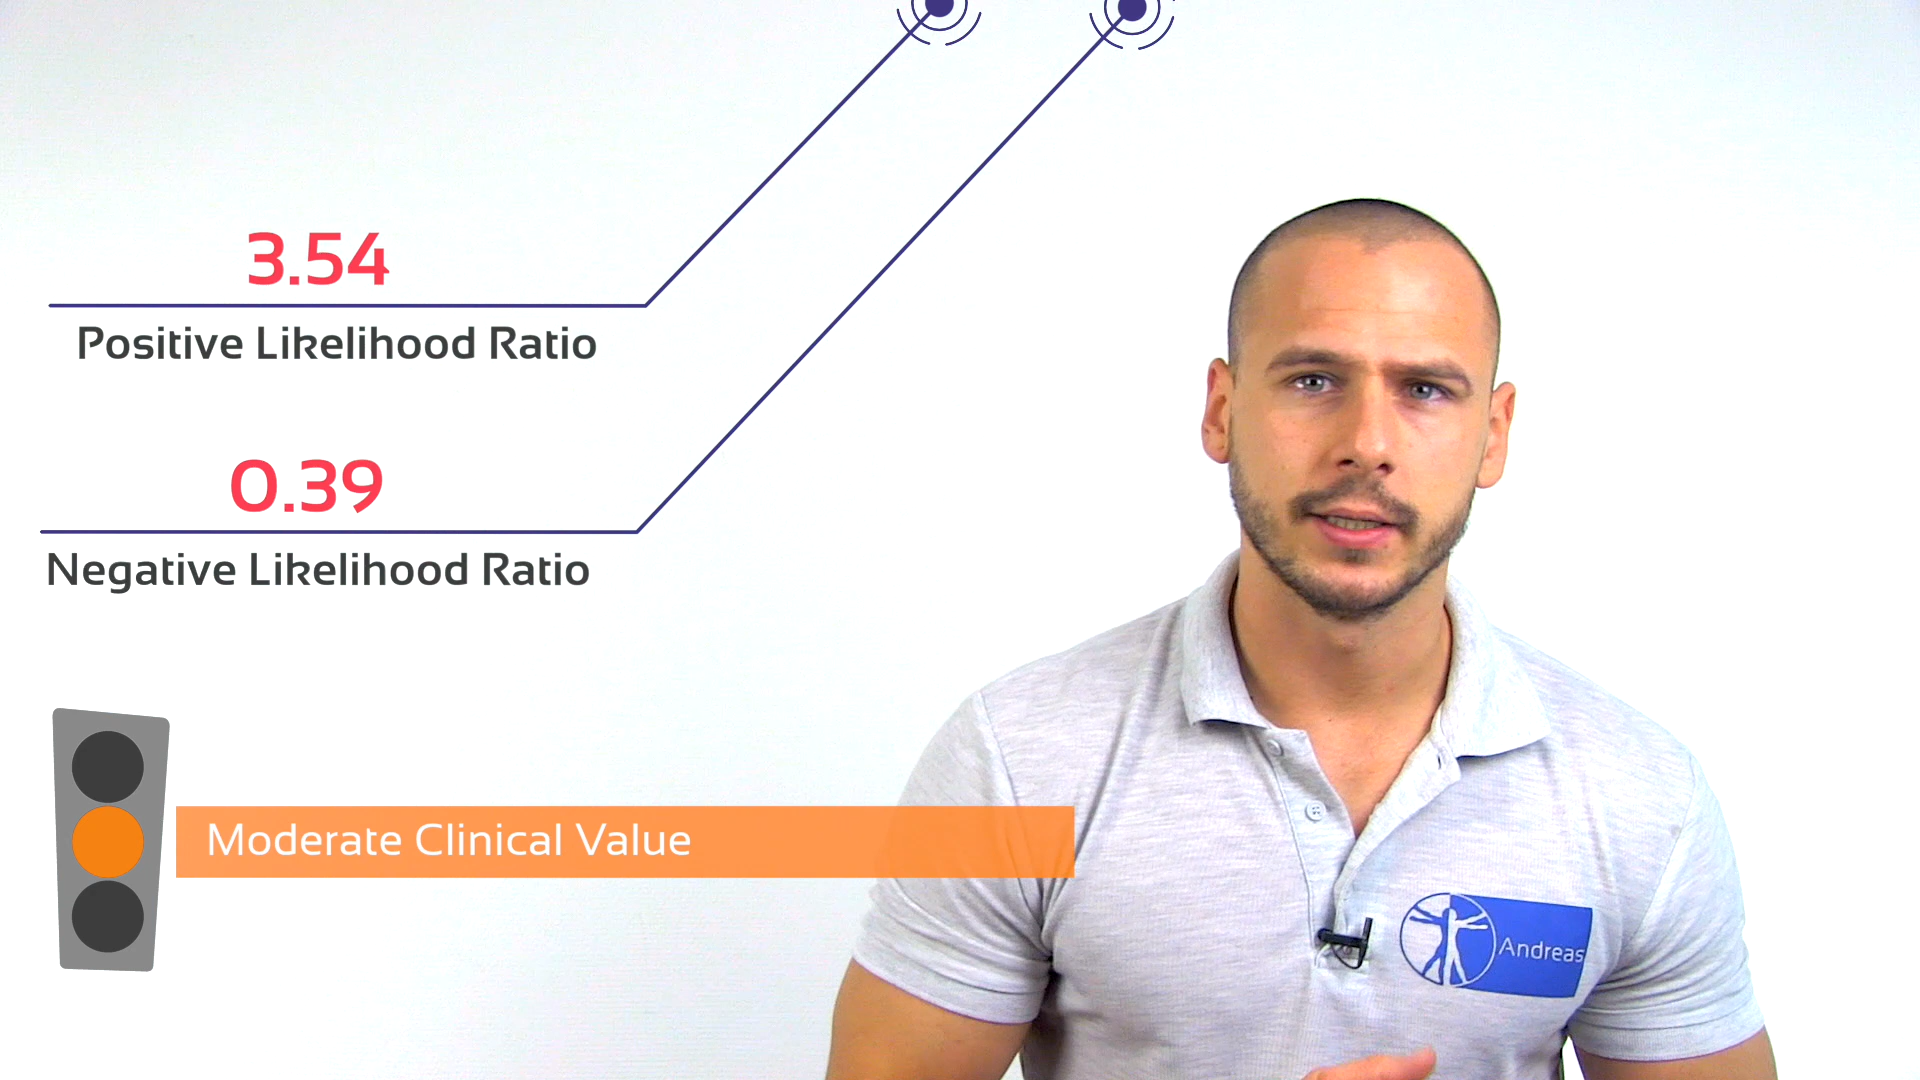 3.54
Positive Likelihood Ratio
0.39
Negative Likelihood Ratio
Moderate Clinical Value
Andreas